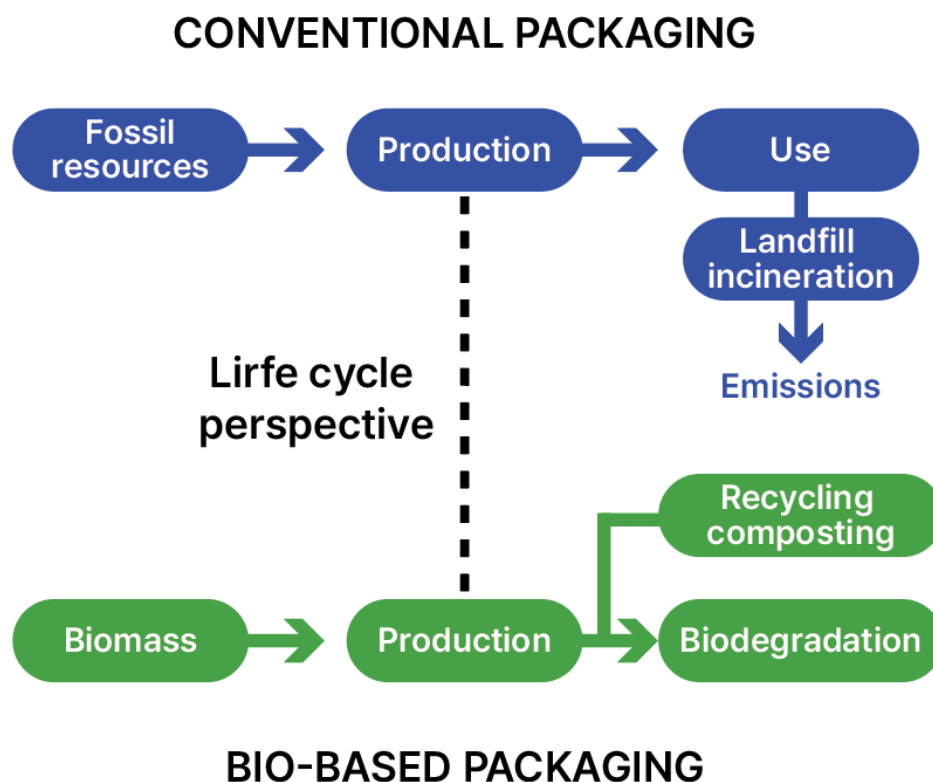 CONVENTIONAL PACKAGING
Fossil
resources
Production
Use
Landfill
incineration
Emissions
Lirfe cycle
perspective
Recycling
composting
Biomass
Production
Biodegradation
BIO-BASED PACKAGING